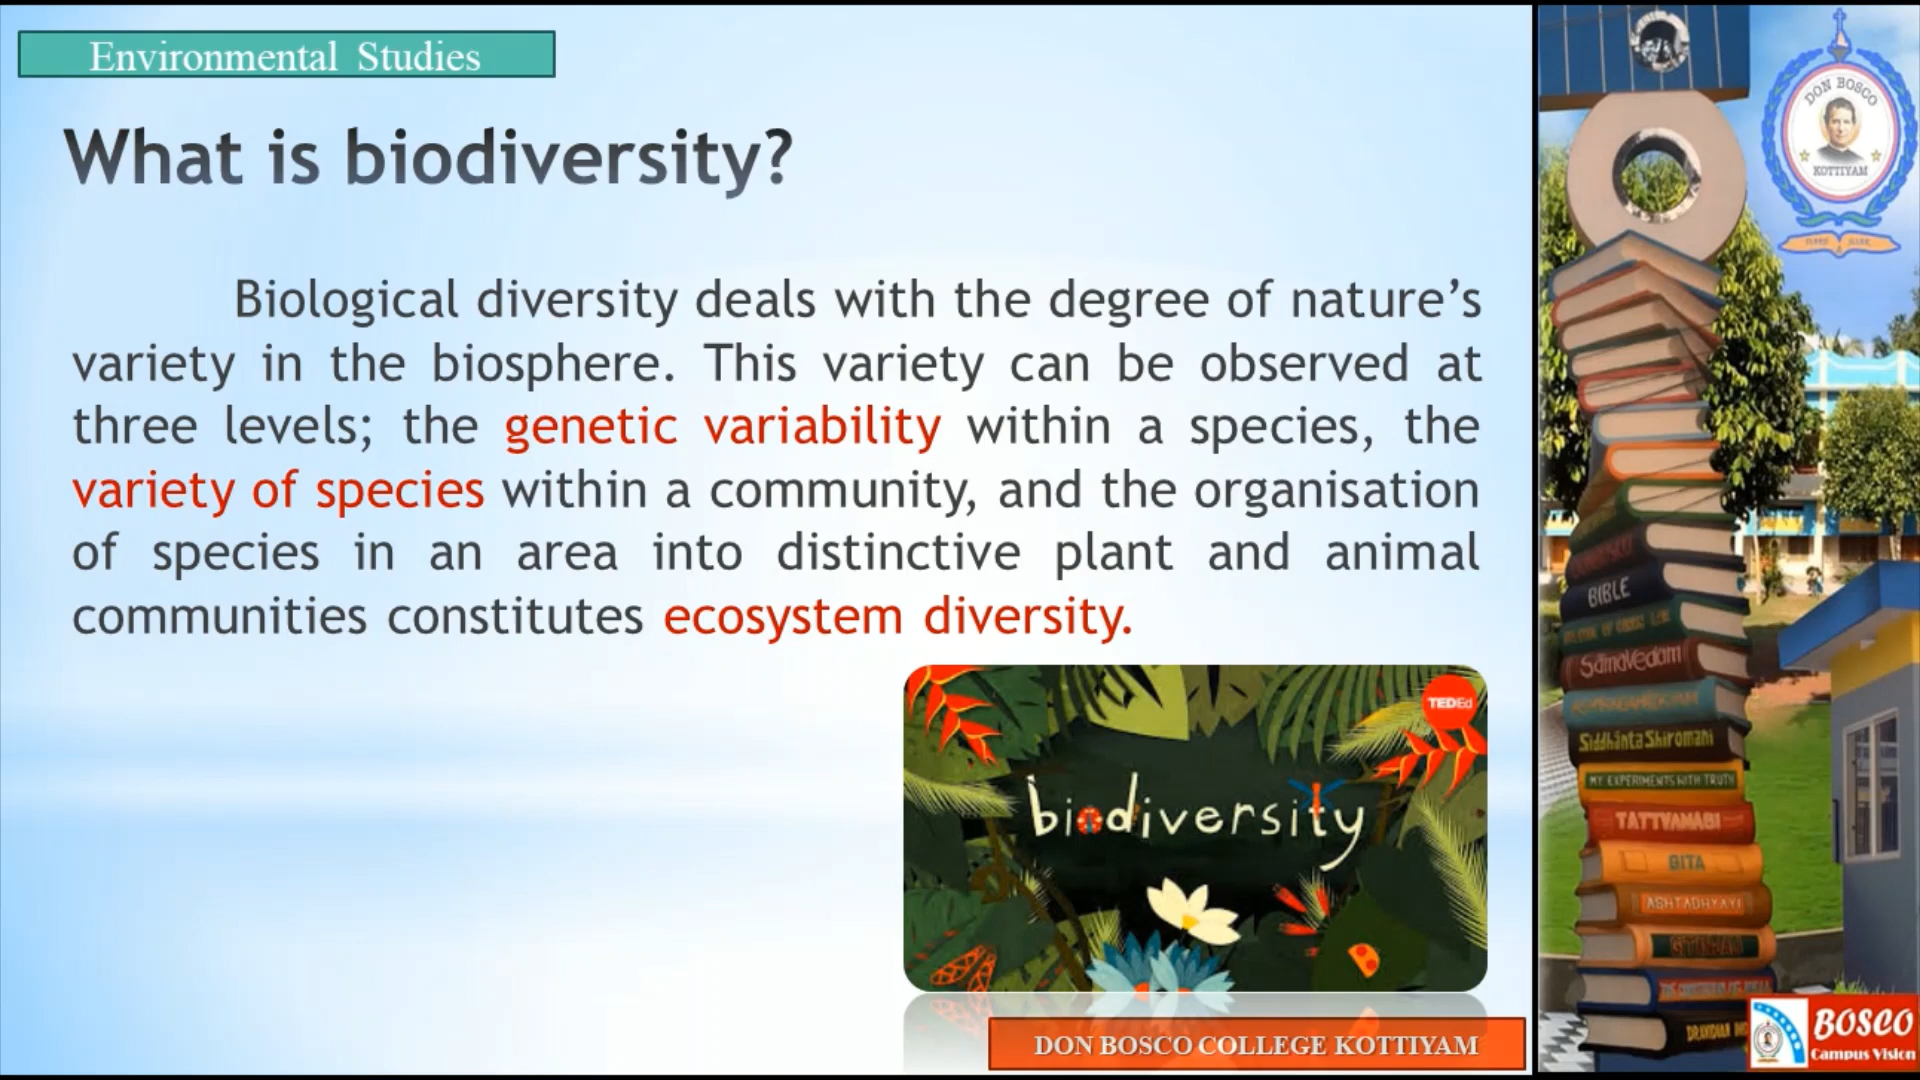 Environmental Studies
What is biodiversity?
Biological diversity deals with the degree of nature’s
variety in the biosphere. This variety can be observed at
three levels; the genetic variability within a species, the
variety of species within a community, and the organisation
of species in an area into distinctive plant and animal
communities constitutes ecosystem diversity.
TEDEd
biodiversity
DON BOSCO COLLEGE KOTTIYAM
DON BOSCO
KOTTIYAM
BIBLE
SamaVedam
Siddhânta Shiromani
MY EXPERIMENTS WITH TRUTH
GITA
ASHTADHYAYI
BOSCO
Campus Vision